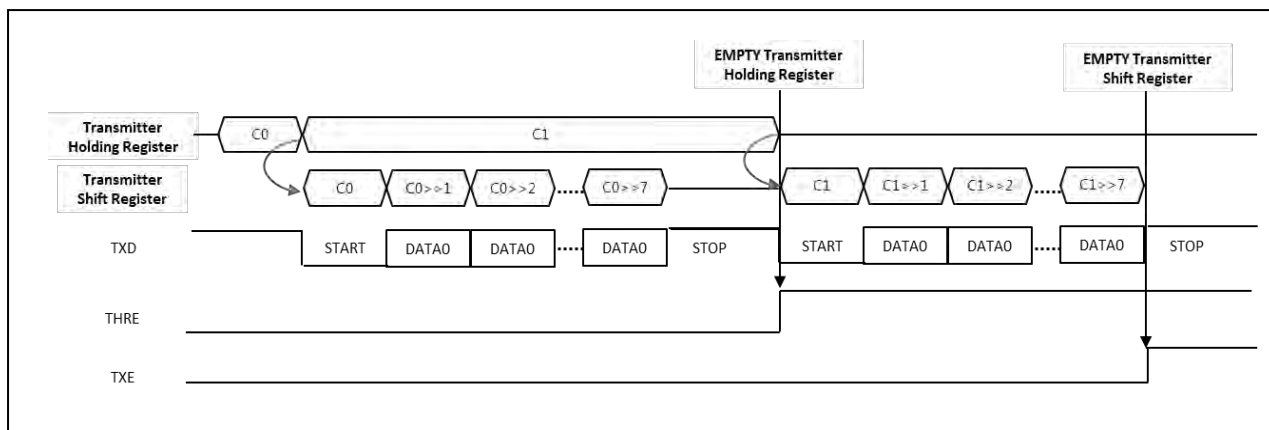 EMPTY Transmitter
Holding Register
EMPTY Transmitter
Shift Register
Transmitter
Holding Register
C0
C1
Transmitter
Shift Register
C0
C0>>1
C0>>2
C0>>7
C1
C1>>1
C1>>2
C1>>7
TXD
START
DATA0
DATA0
DATA0
STOP
START
DATA0
DATA0
DATA0
STOP
THRE
TXE